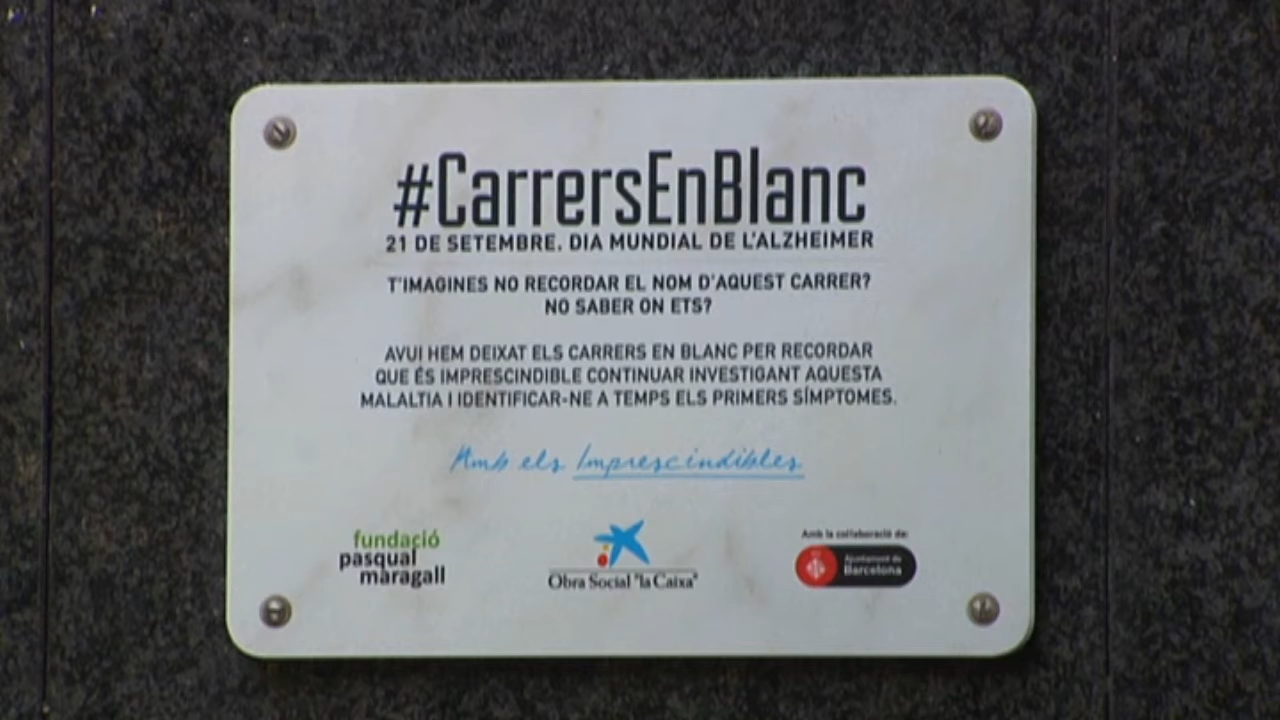 #CarrersEnBlanc
21 DE SETEMBRE. DIA MUNDIAL DE L'ALZHEIMER
T'IMAGINES NO RECORDAR EL NOM D'AQUEST CARRER?
NO SABER ON ETS?
AVUI HEM DEIXAT ELS CARRERS EN BLANC PER RECORDAR
QUE ÉS IMPRESCINDIBLE CONTINUAR INVESTIGANT AQUESTA
MALALTIA I IDENTIFICAR-NE A TEMPS ELS PRIMERS SÍMPTOMES.
Amb els Imprescindibles
fundació
pasqual
maragall
Obra Social "la Caixa"
Amb la col·laboració de:
Ajuntament de
Barcelona